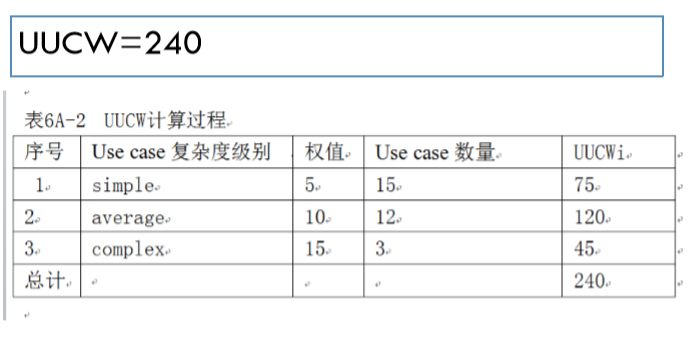 UUCW=240
表6A-2 UUCW计算过程
序号 Use case 复杂度级别 权值 Use case 数量 UUCWi
1 simple 5 15 75
2 average 10 12 120
3 complex 15 3 45
总计 240